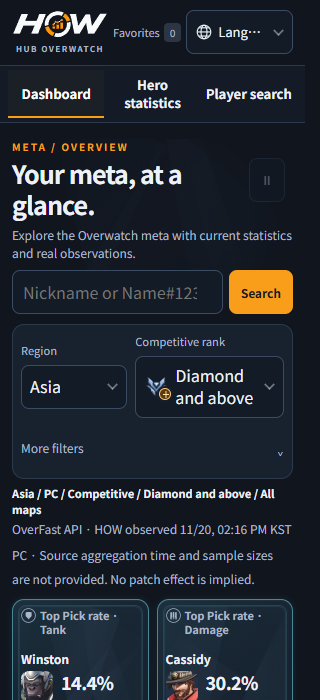 HOW
HUB OVERWATCH
Favorites 0
Lang...
Dashboard
Hero statistics
Player search
META / OVERVIEW
Your meta, at a
glance.
Explore the Overwatch meta with current statistics
and real observations.
Nickname or Name#123
Search
Region
Asia
Competitive rank
Diamond
and above
More filters
Asia / PC / Competitive / Diamond and above / All
maps
OverFast API · HOW observed 11/20, 02:16 PM KST
PC · Source aggregation time and sample sizes
are not provided. No patch effect is implied.
Top Pick rate ·
Tank
Winston
14.4%
Top Pick rate ·
Damage
Cassidy
30.2%